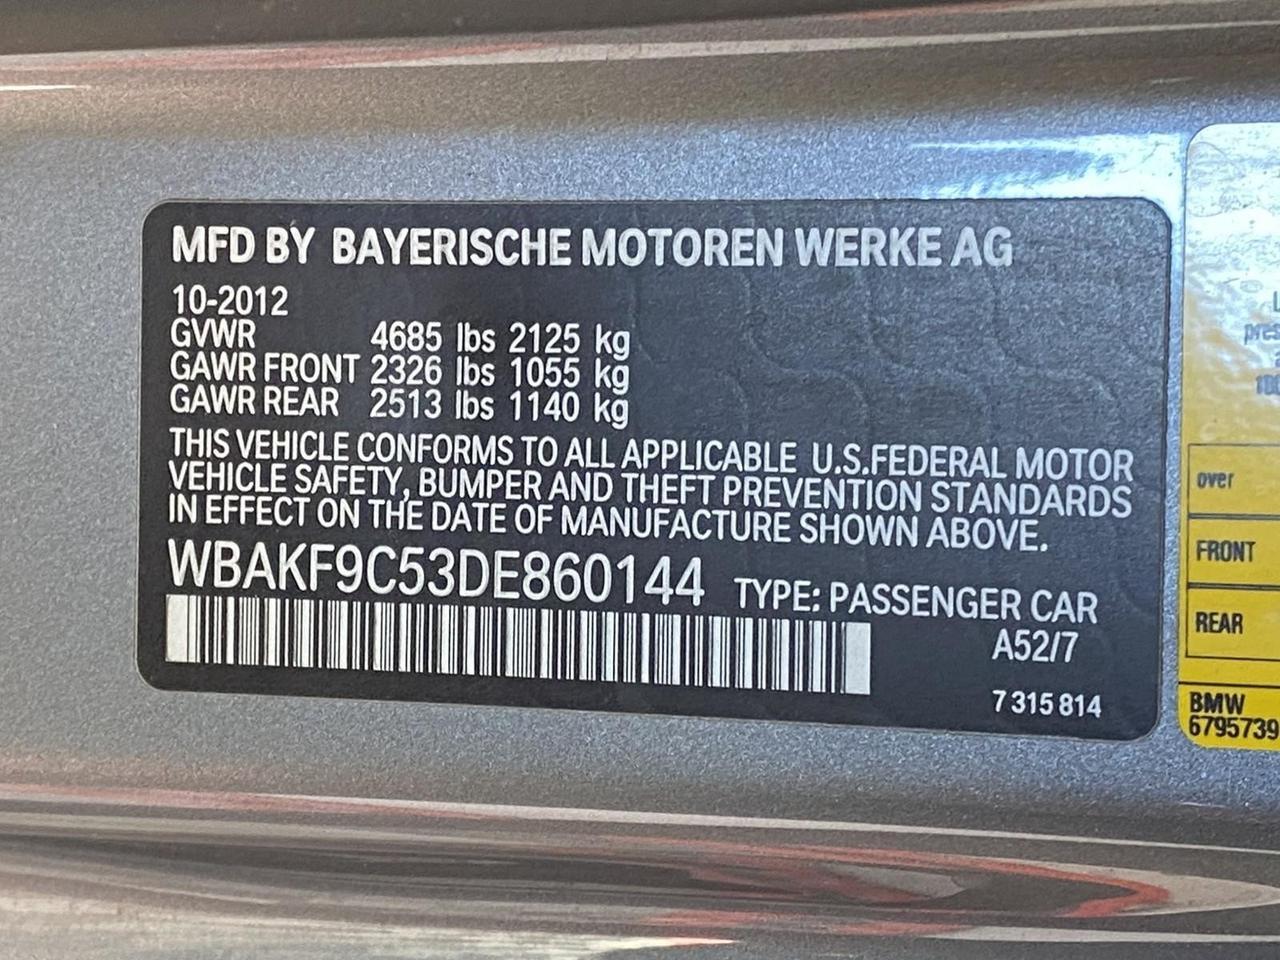 MFD BY BAYERISCHE MOTOREN WERKE AG
10-2012
GVWR 4685 lbs 2125 kg
GAWR FRONT 2326 lbs 1055 kg
GAWR REAR 2513 lbs 1140 kg
THIS VEHICLE CONFORMS TO ALL APPLICABLE U.S.FEDERAL MOTOR
VEHICLE SAFETY, BUMPER AND THEFT PREVENTION STANDARDS
IN EFFECT ON THE DATE OF MANUFACTURE SHOWN ABOVE.
WBAKF9C53DE860144 TYPE: PASSENGER CAR
A52/7
7 315 814
over
FRONT
REAR
BMW
6795739